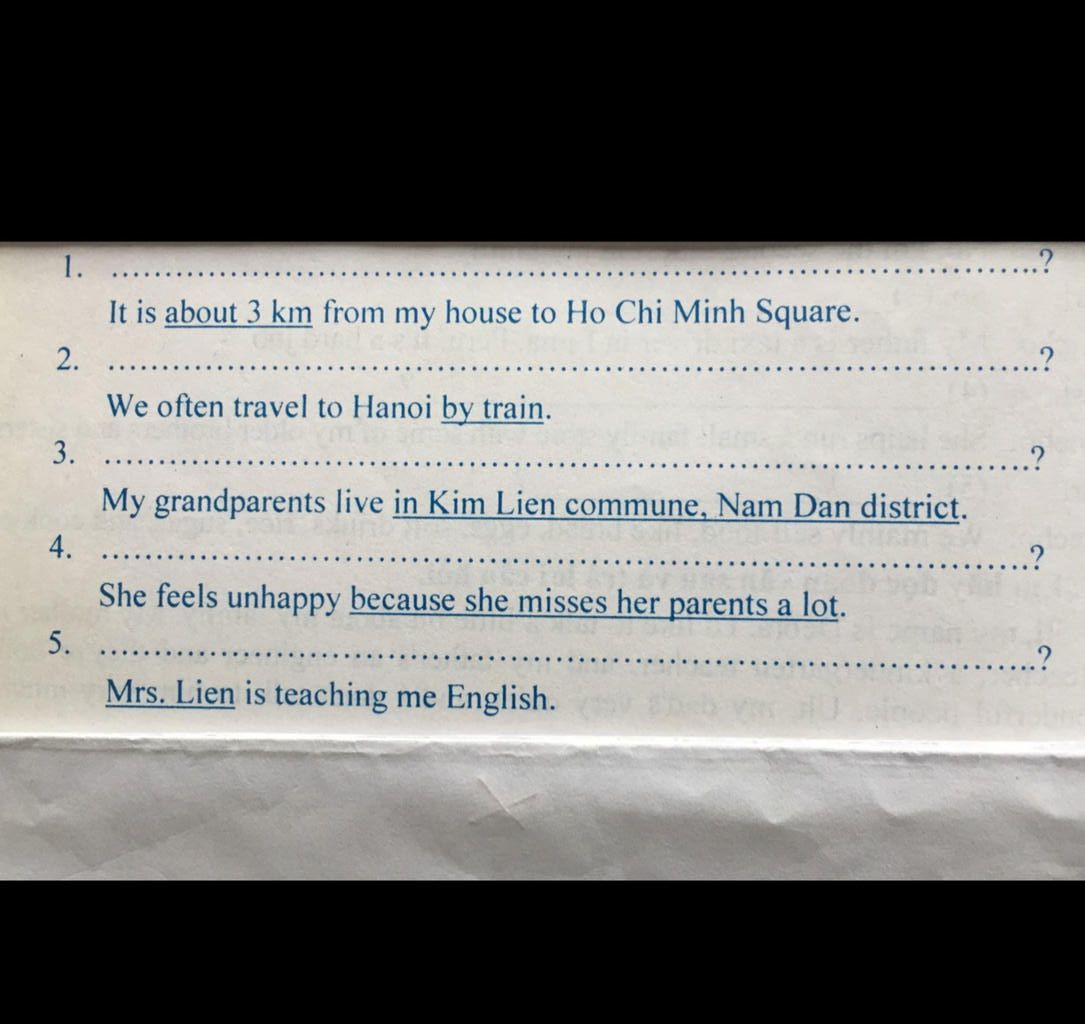 1. ..........................................................................................?
It is about 3 km from my house to Ho Chi Minh Square.
2. ..........................................................................................?
We often travel to Hanoi by train.
3. ..........................................................................................?
My grandparents live in Kim Lien commune, Nam Dan district.
4. ..........................................................................................?
She feels unhappy because she misses her parents a lot.
5. ..........................................................................................?
Mrs. Lien is teaching me English.